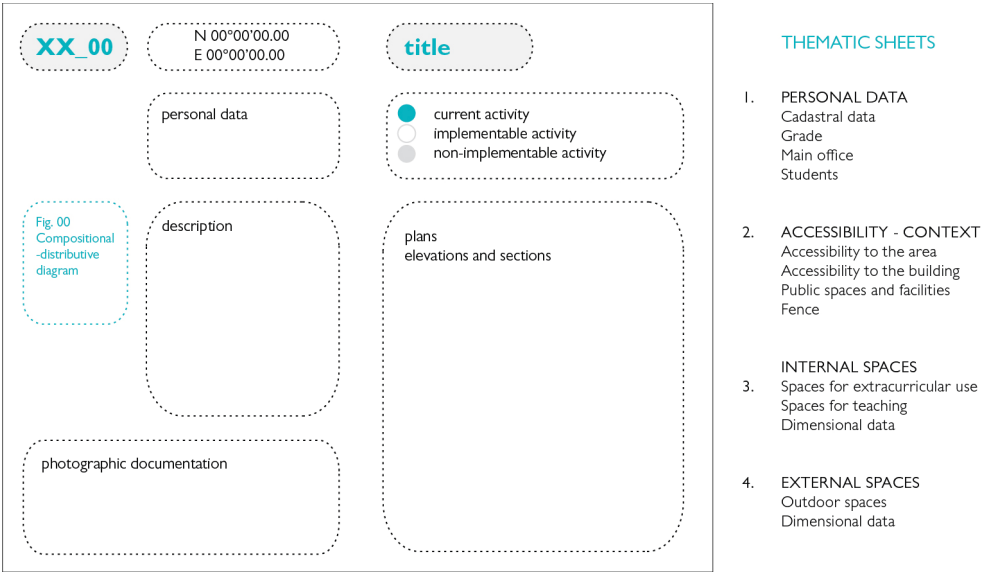 XX_00
N 00°00'00.00
E 00°00'00.00
title
personal data
current activity
implementable activity
non-implementable activity
Fig. 00
Compositional
-distributive
diagram
description
plans
elevations and sections
photographic documentation
THEMATIC SHEETS
1. PERSONAL DATA
Cadastral data
Grade
Main office
Students
2. ACCESSIBILITY - CONTEXT
Accessibility to the area
Accessibility to the building
Public spaces and facilities
Fence
INTERNAL SPACES
3. Spaces for extracurricular use
Spaces for teaching
Dimensional data
4. EXTERNAL SPACES
Outdoor spaces
Dimensional data